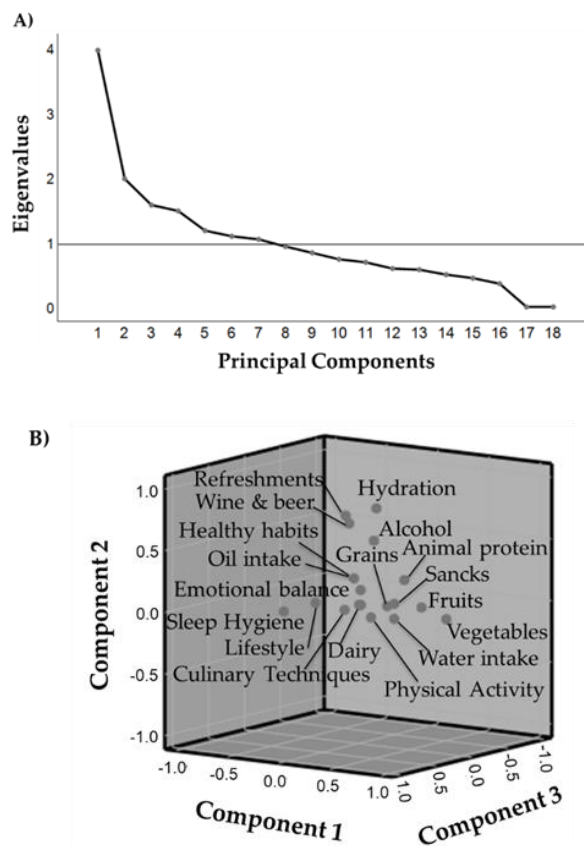 A)
4
3
2
1
0
Eigenvalues
1 2 3 4 5 6 7 8 9 10 11 12 13 14 15 16 17 18
Principal Components
B)
1.0
0.5
0.0
-0.5
-1.0
Component 2
Refreshments
Hydration
Wine & beer
Healthy habits
Alcohol
Oil intake
Grains
Animal protein
Emotional balance
Sancks
Fruits
Sleep Hygiene
Vegetables
Lifestyle
Dairy
Water intake
Culinary Techniques
Physical Activity
-1.0 -0.5 0.0 0.5 1.0
Component 1
1.0 0.5 0.0 -0.5 -1.0
Component 3